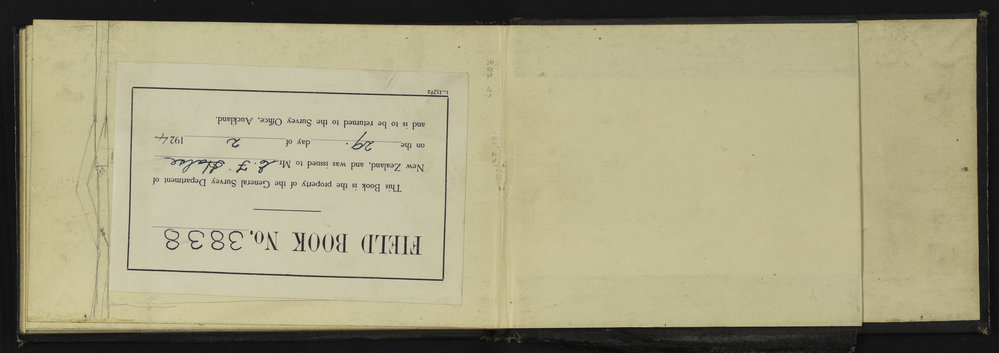 FIELD BOOK No. 3838
This Book is the property of the General Survey Department of
New Zealand, and was issued to Mr. C. F. Hale
on the 29. day of 2 1924
and is to be returned to the Survey Office, Auckland.